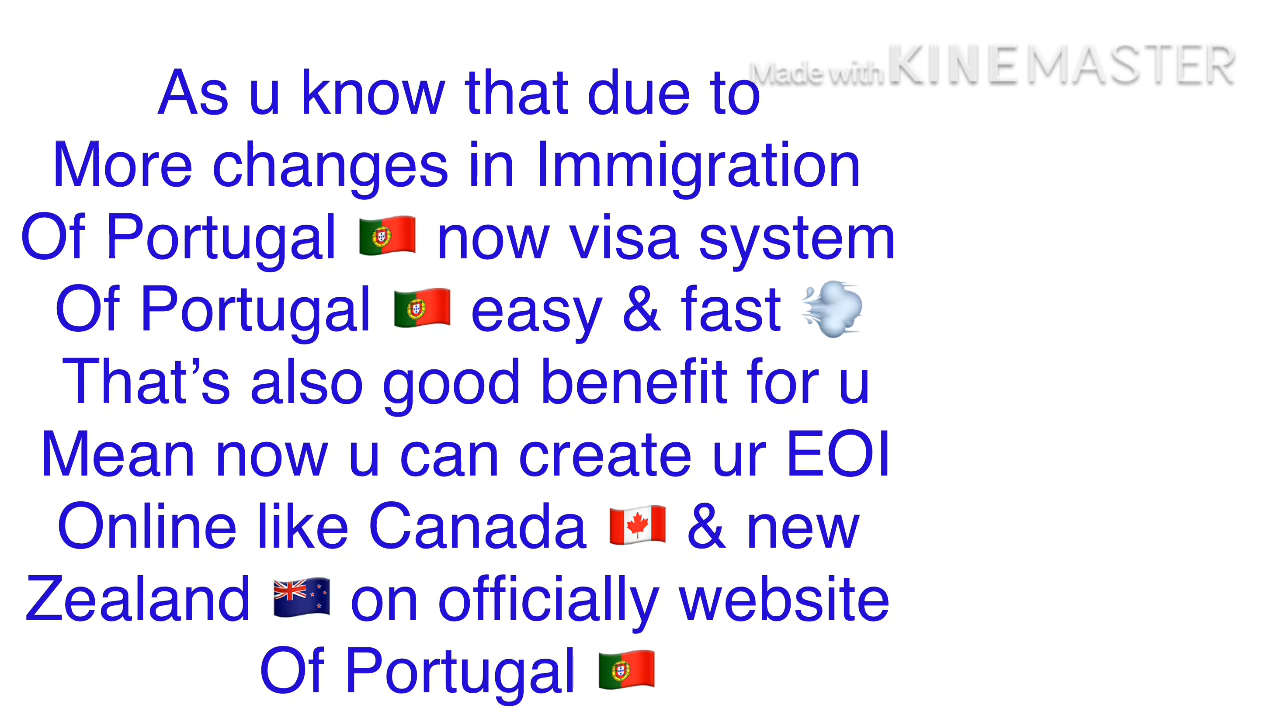 Made with KINEMASTER
As u know that due to
More changes in Immigration
Of Portugal 🇵🇹 now visa system
Of Portugal 🇵🇹 easy & fast 💨
That’s also good benefit for u
Mean now u can create ur EOI
Online like Canada 🇨🇦 & new
Zealand 🇳🇿 on officially website
Of Portugal 🇵🇹